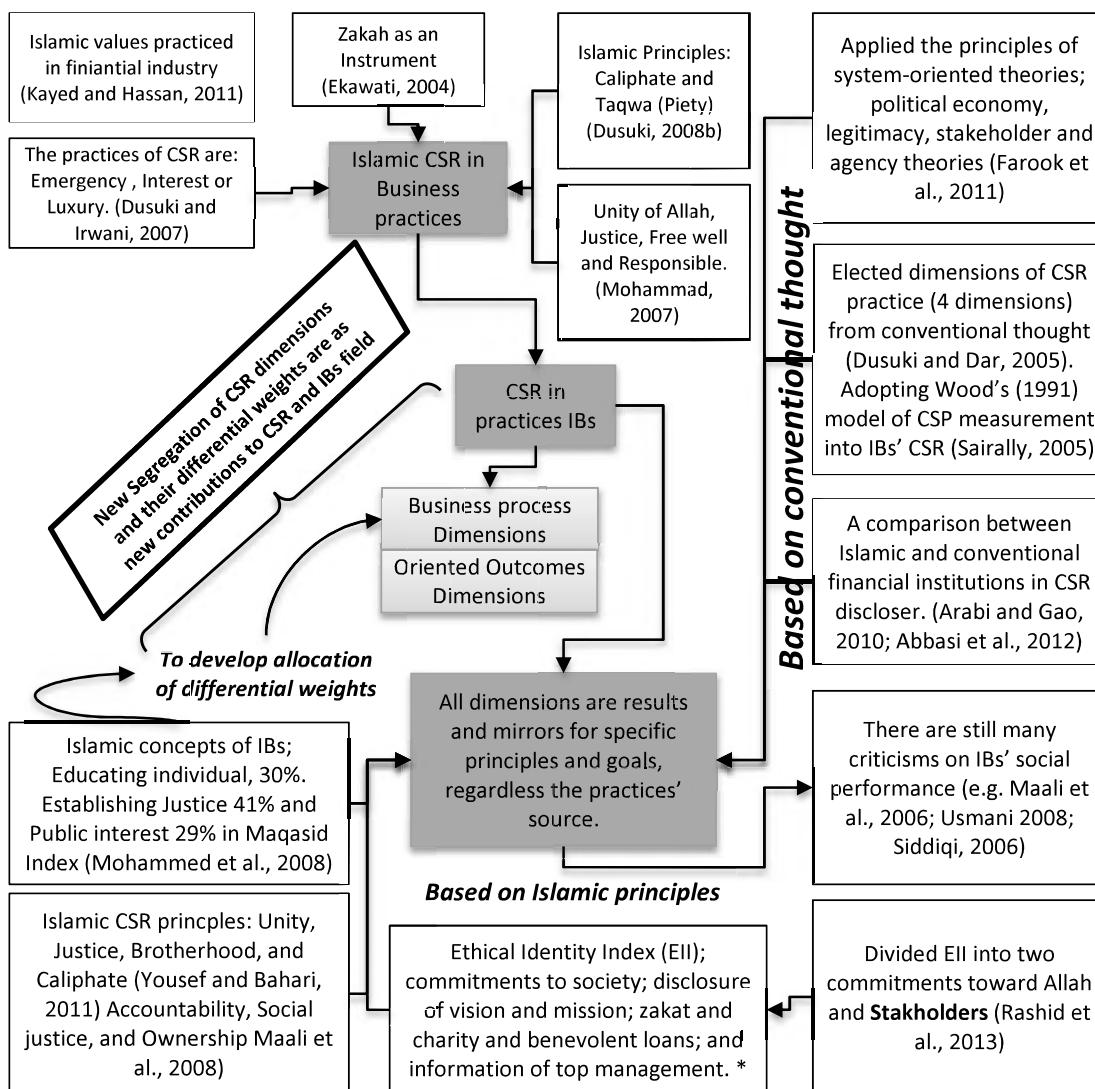 Islamic values practiced
in finiantial industry
(Kayed and Hassan, 2011)
Zakah as an
Instrument
(Ekawati, 2004)
Islamic Principles:
Caliphate and
Taqwa (Piety)
(Dusuki, 2008b)
Applied the principles of
system-oriented theories;
political economy,
legitimacy, stakeholder and
agency theories (Farook et
al., 2011)
The practices of CSR are:
Emergency , Interest or
Luxury. (Dusuki and
Irwani, 2007)
Islamic CSR in
Business
practices
Unity of Allah,
Justice, Free well
and Responsible.
(Mohammad,
2007)
Based on conventional thought
Elected dimensions of CSR
practice (4 dimensions)
from conventional thought
(Dusuki and Dar, 2005).
Adopting Wood’s (1991)
model of CSP measurement
into IBs’ CSR (Sairally, 2005)
New Segregation of CSR dimensions
and their differential weights are as
new contributions to CSR and IBs field
CSR in
practices IBs
Business process
Dimensions
Oriented Outcomes
Dimensions
A comparison between
Islamic and conventional
financial institutions in CSR
discloser. (Arabi and Gao,
2010; Abbasi et al., 2012)
To develop allocation
of differential weights
All dimensions are results
and mirrors for specific
principles and goals,
regardless the practices’
source.
Islamic concepts of IBs;
Educating individual, 30%.
Establishing Justice 41% and
Public interest 29% in Maqasid
Index (Mohammed et al., 2008)
There are still many
criticisms on IBs’ social
performance (e.g. Maali et
al., 2006; Usmani 2008;
Siddiqi, 2006)
Based on Islamic principles
Islamic CSR princples: Unity,
Justice, Brotherhood, and
Caliphate (Yousef and Bahari,
2011) Accountability, Social
justice, and Ownership Maali et
al., 2008)
Ethical Identity Index (EII);
commitments to society; disclosure
of vision and mission; zakat and
charity and benevolent loans; and
information of top management. *
Divided EII into two
commitments toward Allah
and Stakholders (Rashid et
al., 2013)